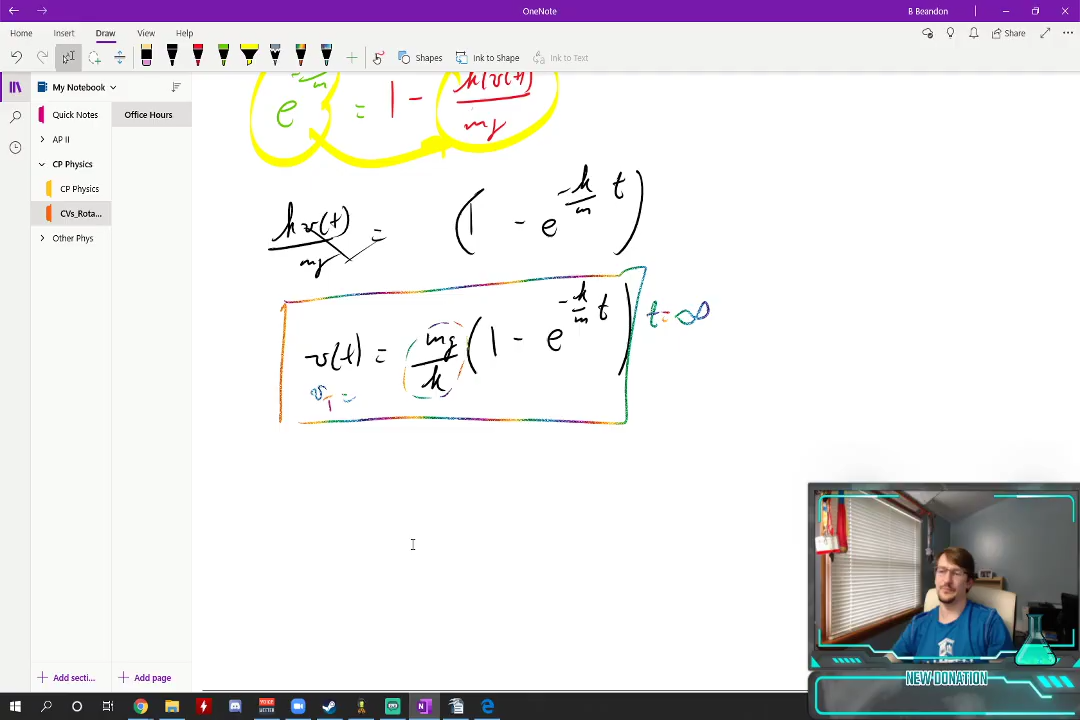 OneNote
B Beandon
Home Insert Draw View Help
Share
Shapes Ink to Shape Ink to Text
My Notebook
Quick Notes
AP II
CP Physics
CP Physics
CVs_Rota...
Other Phys
Office Hours
e^{-k/m} = 1 - k(v(t))/mg
kv(t)/mg = (1 - e^{-k/m t})
v(t) = mg/k (1 - e^{-k/m t}) t=∞
v_T =
NEW DONATION
Add secti...
Add page